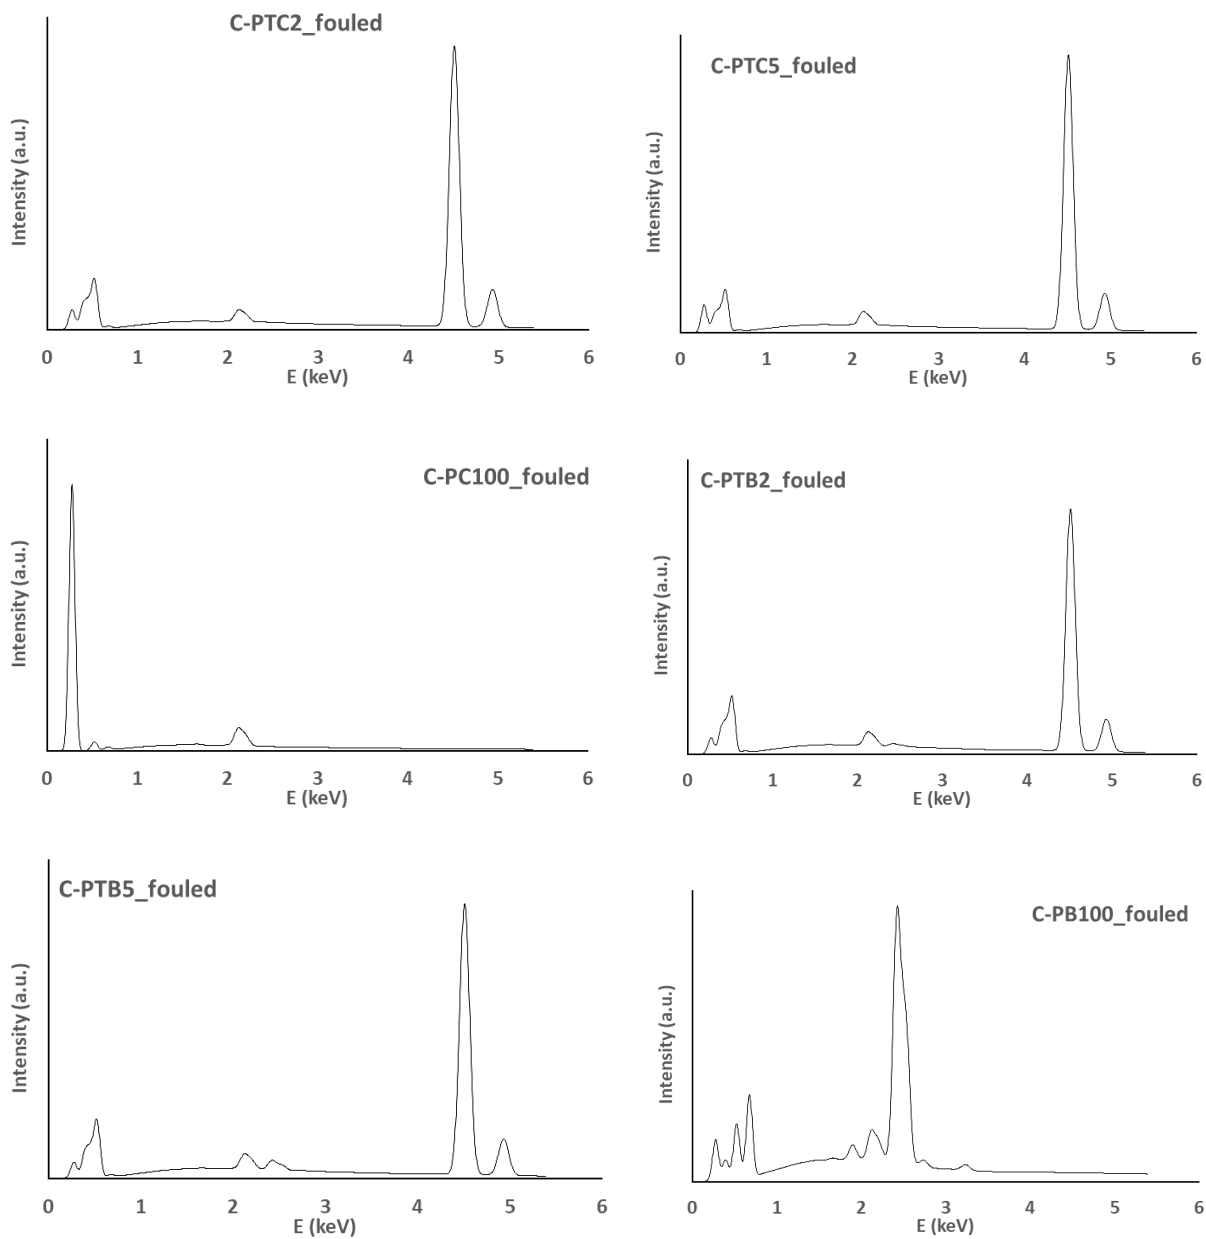 C-PTC2_fouled
Intensity (a.u.)
0 1 2 3 4 5 6
E (keV)
C-PTC5_fouled
Intensity (a.u.)
0 1 2 3 4 5 6
E (keV)
C-PC100_fouled
Intensity (a.u.)
0 1 2 3 4 5 6
E (keV)
C-PTB2_fouled
Intensity (a.u.)
0 1 2 3 4 5 6
E (keV)
C-PTB5_fouled
Intensity (a.u.)
0 1 2 3 4 5 6
E (keV)
C-PB100_fouled
Intensity (a.u.)
0 1 2 3 4 5 6
E (keV)